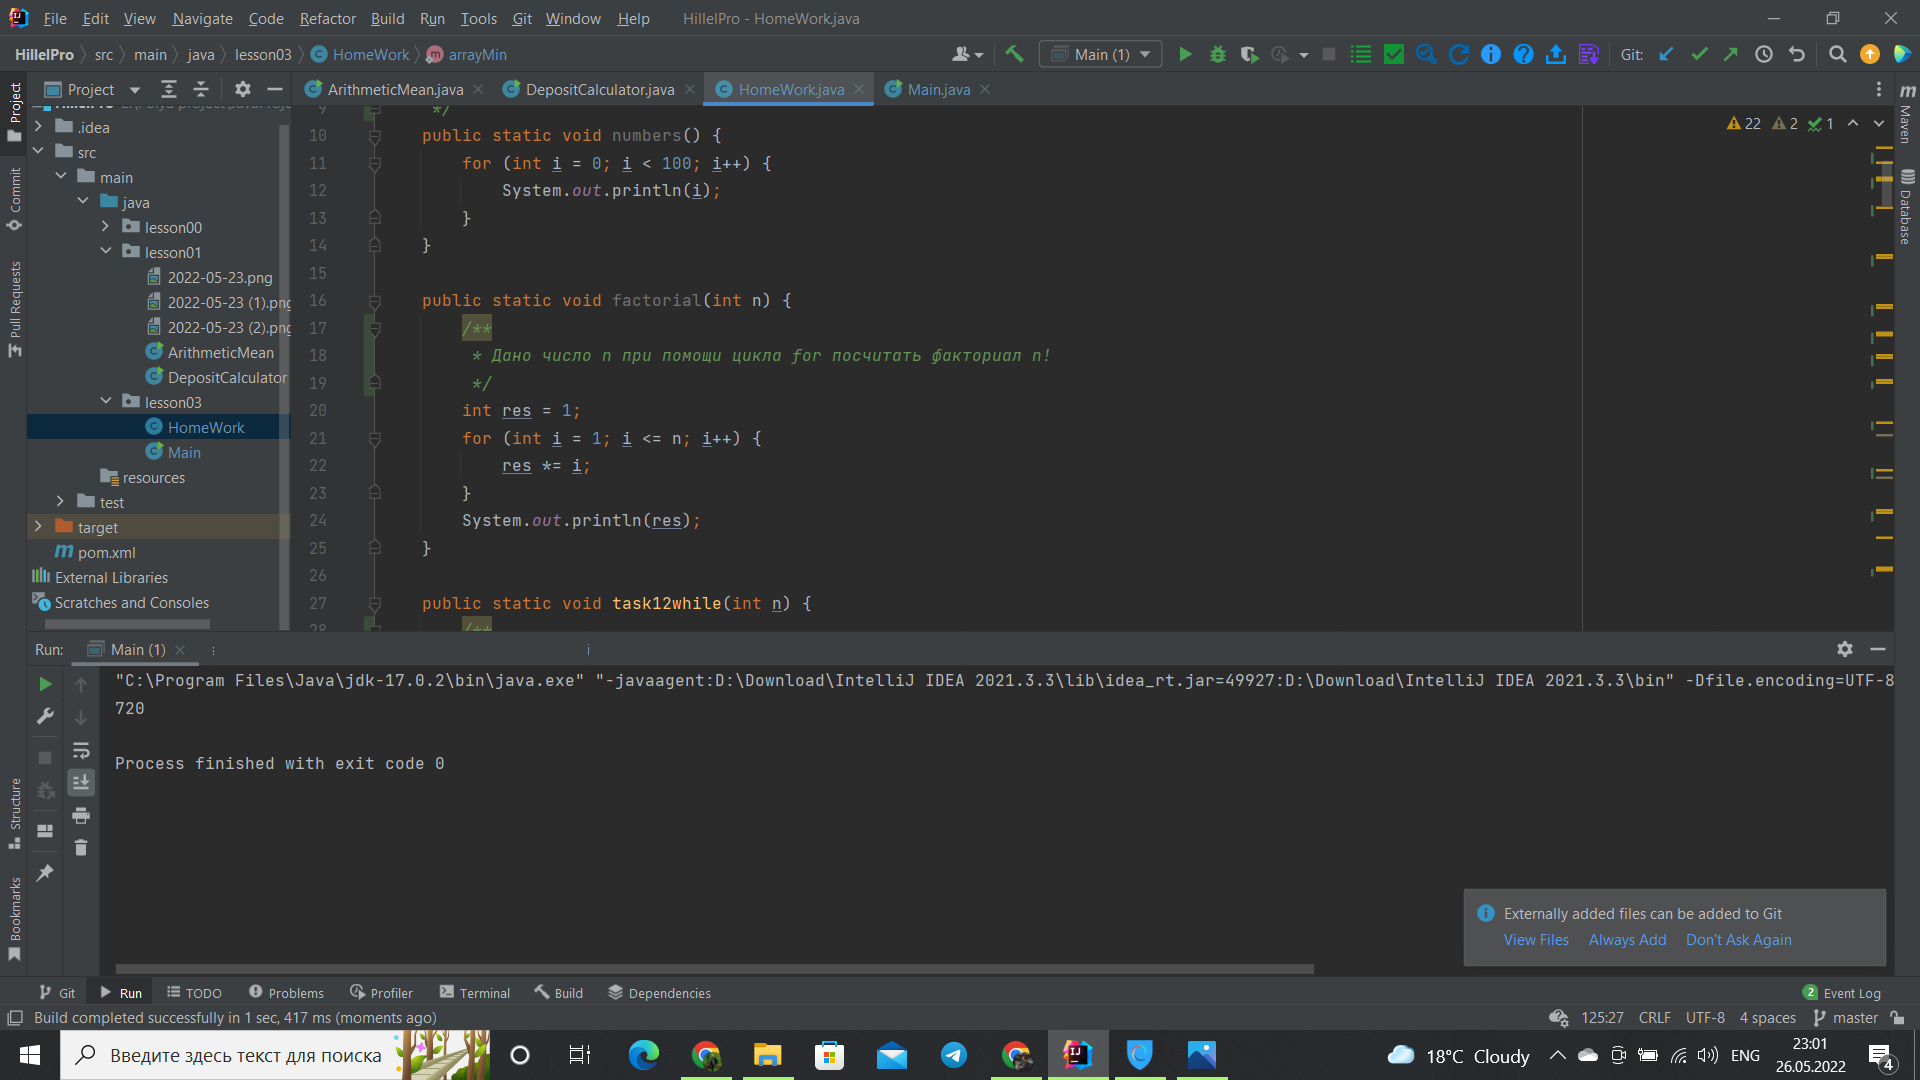 File Edit View Navigate Code Refactor Build Run Tools Git Window Help HillelPro - HomeWork.java
HillelPro src main java lesson03 HomeWork arrayMin Main (1) Git:
Project ArithmeticMean.java DepositCalculator.java HomeWork.java Main.java
Project
Commit
Pull Requests
Structure
Bookmarks
.idea
src
main
java
lesson00
lesson01
2022-05-23.png
2022-05-23 (1).png
2022-05-23 (2).png
ArithmeticMean
DepositCalculator
lesson03
HomeWork
Main
resources
test
target
pom.xml
External Libraries
Scratches and Consoles
22 2 1
9 */
10 public static void numbers() {
11 for (int i = 0; i < 100; i++) {
12 System.out.println(i);
13 }
14 }
15
16 public static void factorial(int n) {
17 /**
18 * Дано число n при помощи цикла for посчитать факториал n!
19 */
20 int res = 1;
21 for (int i = 1; i <= n; i++) {
22 res *= i;
23 }
24 System.out.println(res);
25 }
26
27 public static void task12while(int n) {
28 /**
Maven
Database
Run: Main (1)
"C:\Program Files\Java\jdk-17.0.2\bin\java.exe" "-javaagent:D:\Download\IntelliJ IDEA 2021.3.3\lib\idea_rt.jar=49927:D:\Download\IntelliJ IDEA 2021.3.3\bin" -Dfile.encoding=UTF-8
720
Process finished with exit code 0
Externally added files can be added to Git
View Files Always Add Don't Ask Again
Git Run TODO Problems Profiler Terminal Build Dependencies 2 Event Log
Build completed successfully in 1 sec, 417 ms (moments ago) 125:27 CRLF UTF-8 4 spaces master
Введите здесь текст для поиска
18°C Cloudy ENG
23:01
26.05.2022
4